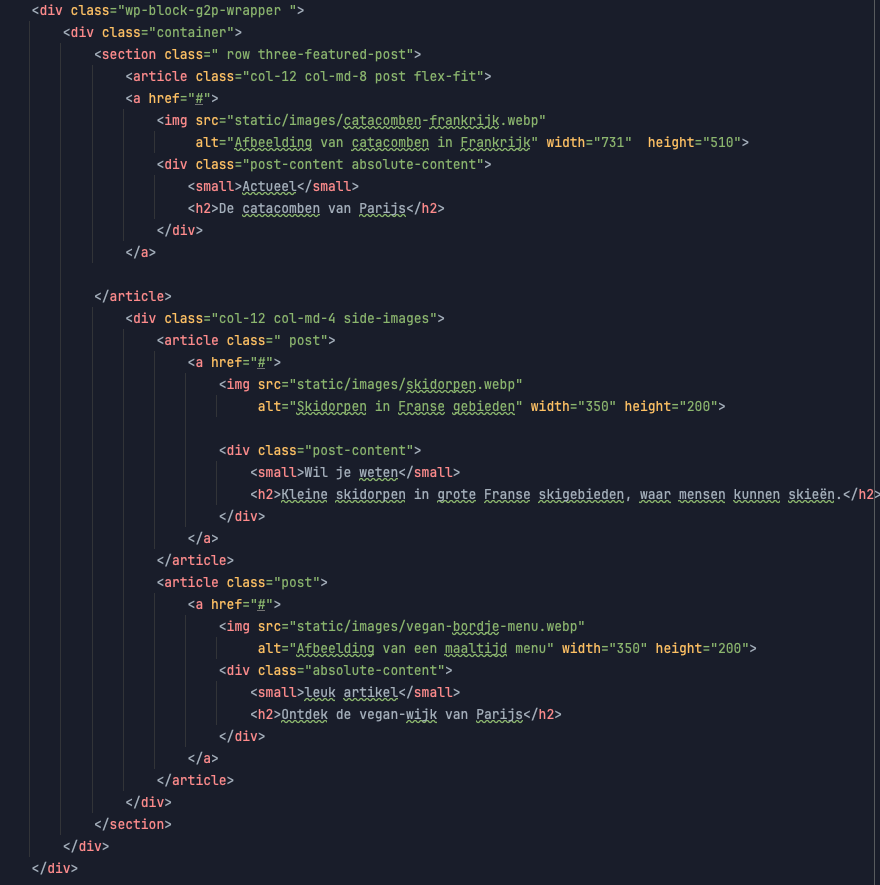 <div class="wp-block-g2p-wrapper ">
<div class="container">
<section class=" row three-featured-post">
<article class="col-12 col-md-8 post flex-fit">
<a href="#">
<img src="static/images/catacomben-frankrijk.webp"
alt="Afbeelding van catacomben in Frankrijk" width="731"  height="510">
<div class="post-content absolute-content">
<small>Actueel</small>
<h2>De catacomben van Parijs</h2>
</div>
</a>
</article>
<div class="col-12 col-md-4 side-images">
<article class=" post">
<a href="#">
<img src="static/images/skidorpen.webp"
alt="Skidorpen in Franse gebieden" width="350" height="200">
<div class="post-content">
<small>Wil je weten</small>
<h2>Kleine skidorpen in grote Franse skigebieden, waar mensen kunnen skieën.</h2>
</div>
</a>
</article>
<article class="post">
<a href="#">
<img src="static/images/vegan-bordje-menu.webp"
alt="Afbeelding van een maaltijd menu" width="350" height="200">
<div class="absolute-content">
<small>leuk artikel</small>
<h2>Ontdek de vegan-wijk van Parijs</h2>
</div>
</a>
</article>
</div>
</section>
</div>
</div>